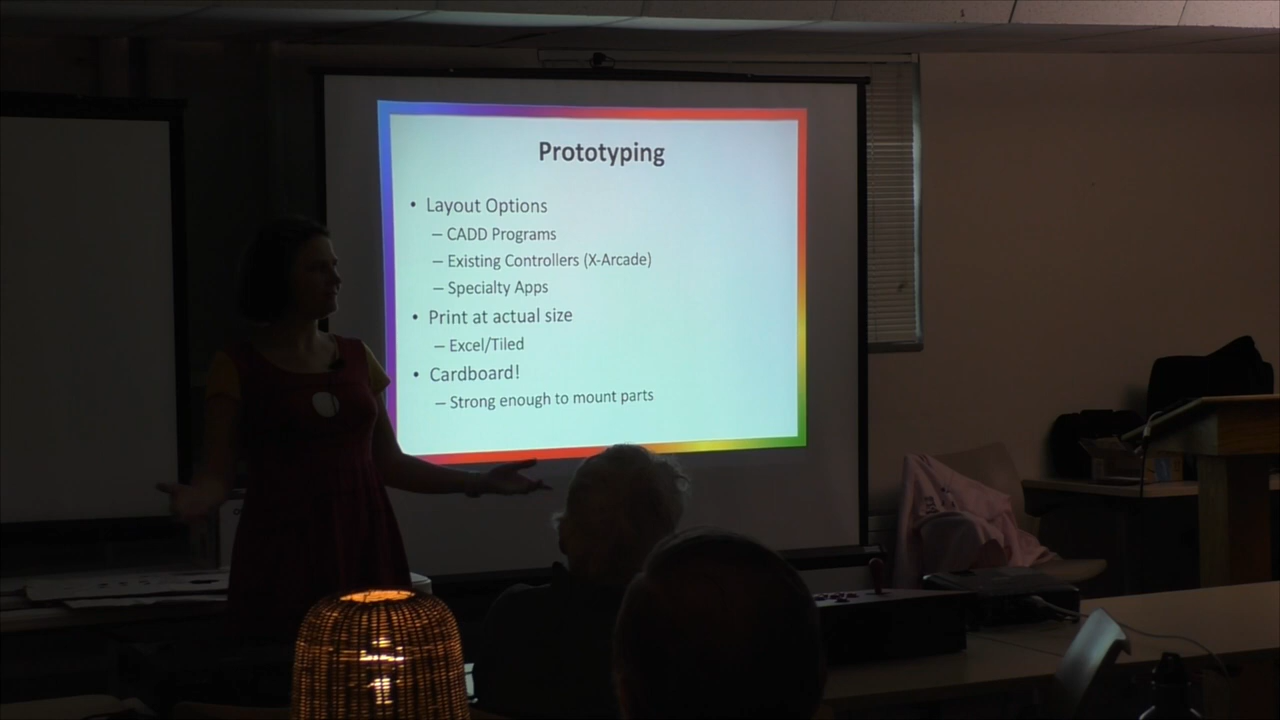 Prototyping
• Layout Options
– CADD Programs
– Existing Controllers (X-Arcade)
– Specialty Apps
• Print at actual size
– Excel/Tiled
• Cardboard!
– Strong enough to mount parts